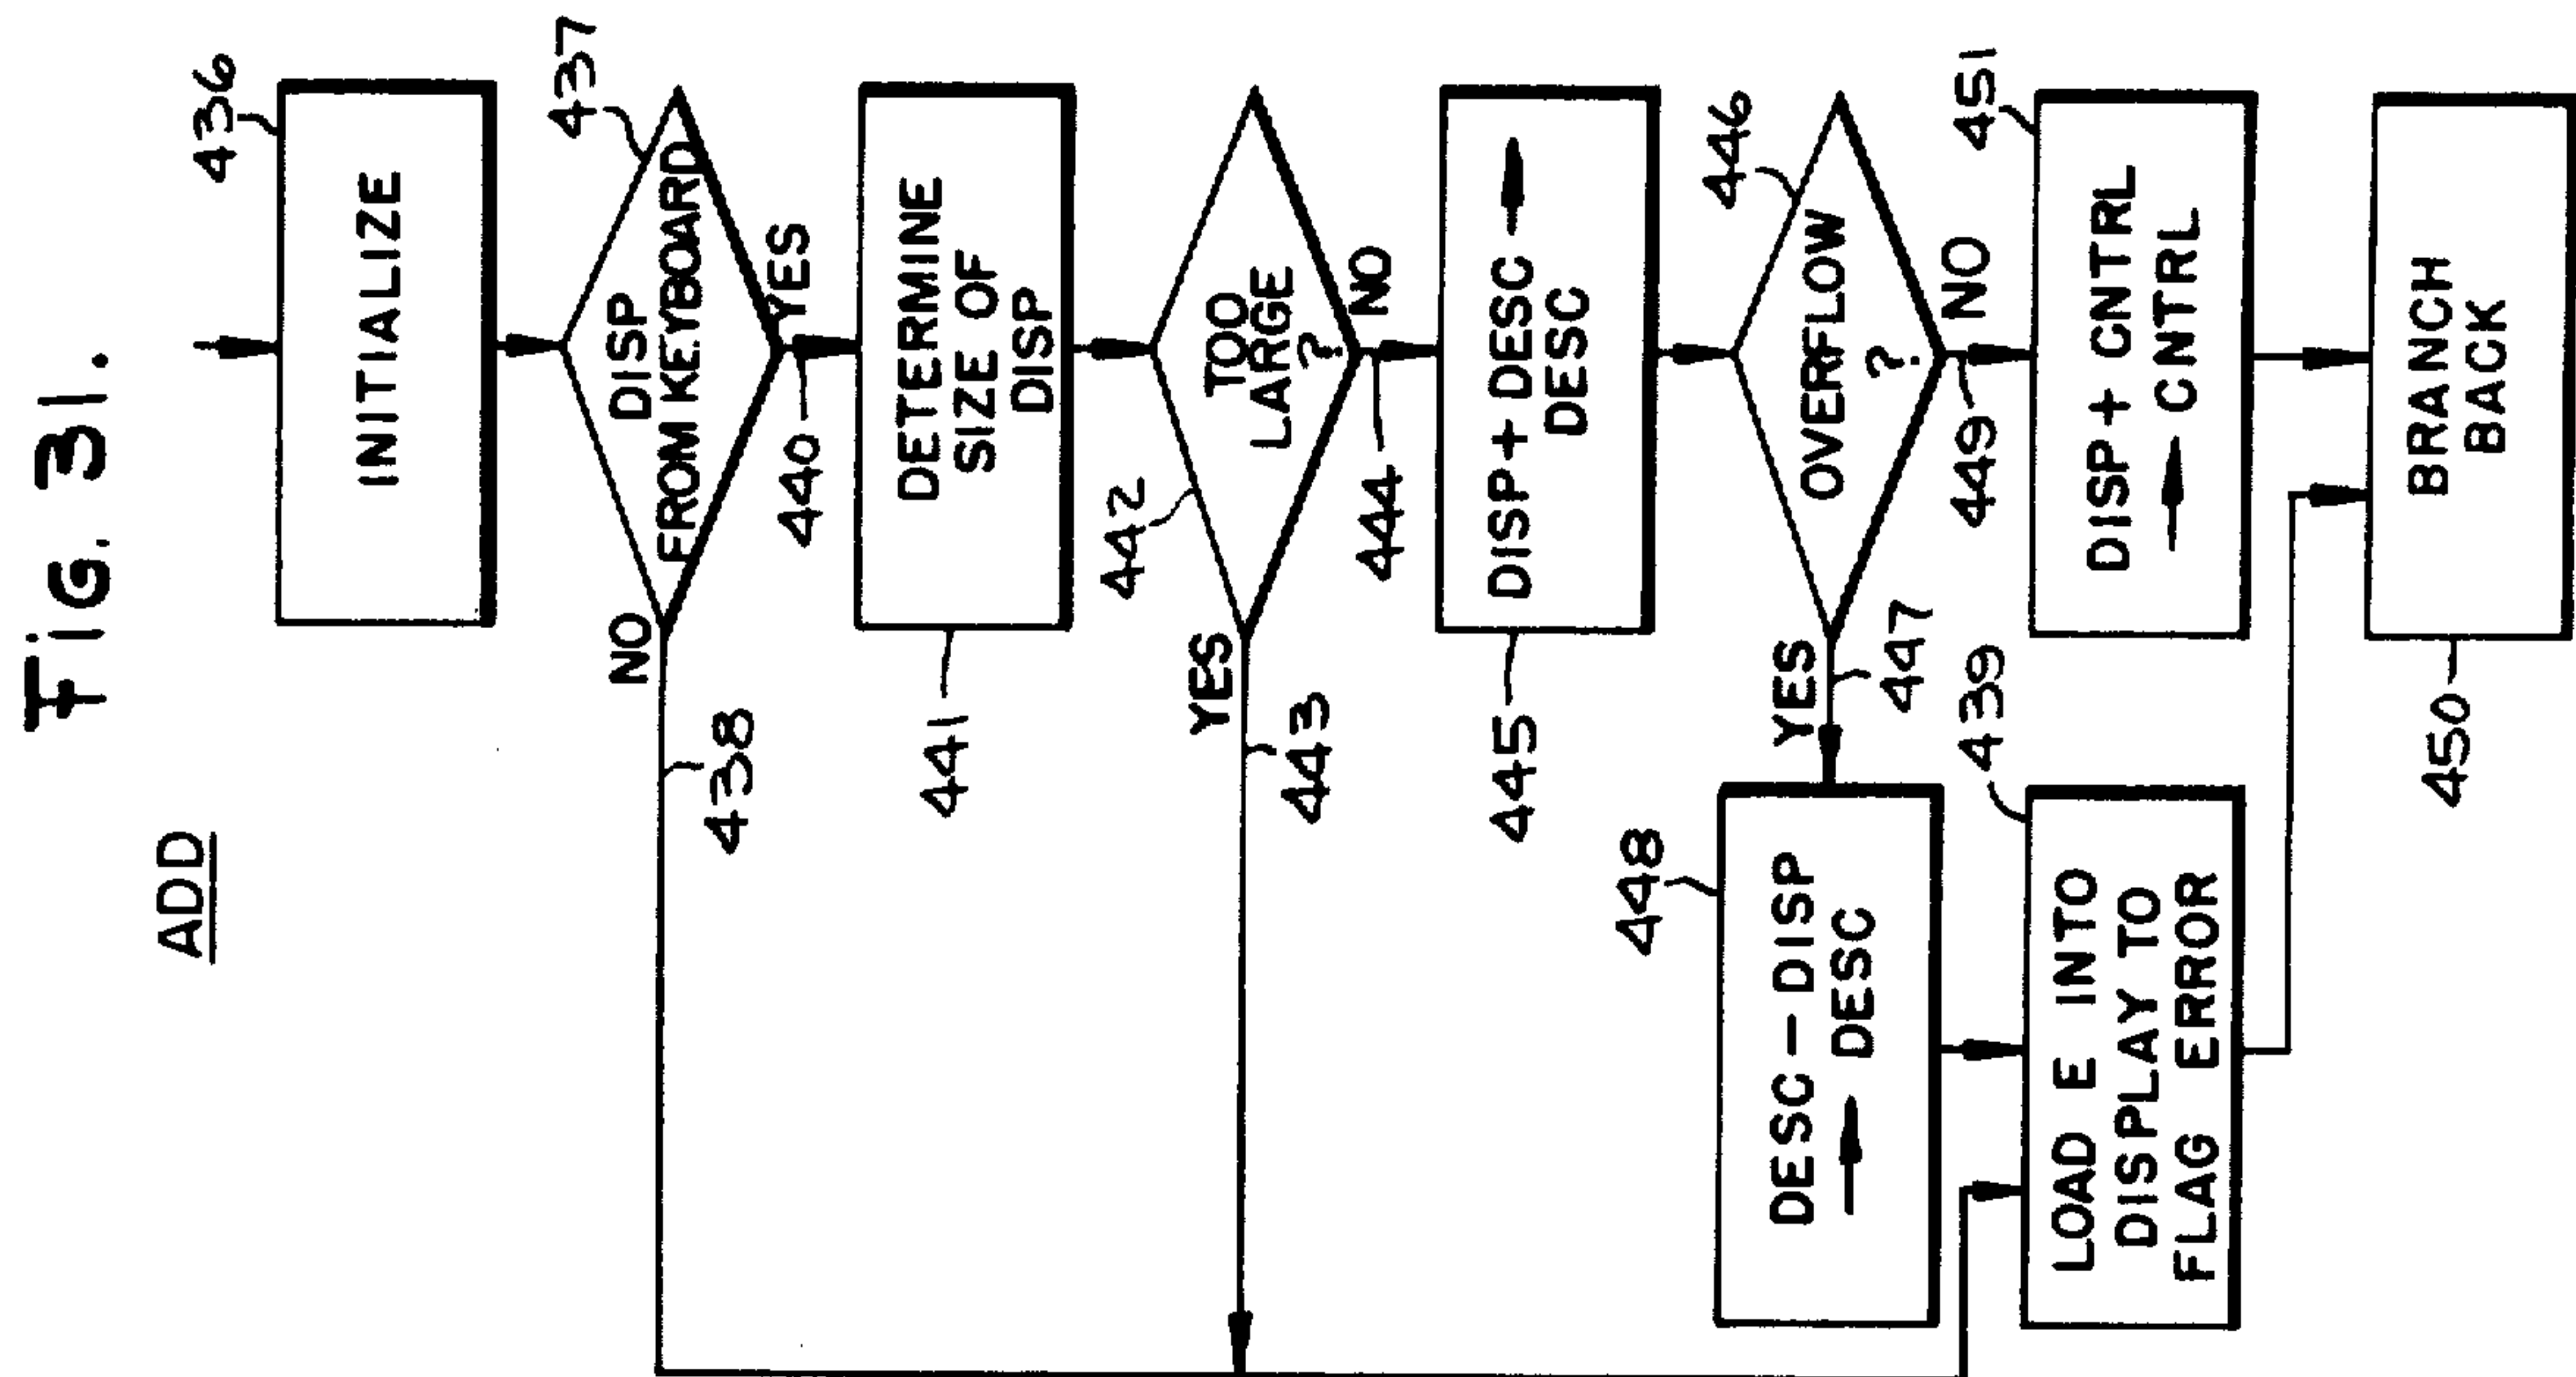 Fig. 31.
ADD
436
INITIALIZE
437
DISP
FROM KEYBOARD
NO
438
YES
440
DETERMINE
SIZE OF
DISP
441
442
TOO
LARGE
?
YES
443
NO
444
DISP + DESC →
DESC
445
446
OVERFLOW
?
YES
447
NO
449
448
DESC - DISP
→ DESC
439
LOAD E INTO
DISPLAY TO
FLAG ERROR
451
DISP + CNTRL
→ CNTRL
BRANCH
BACK
450